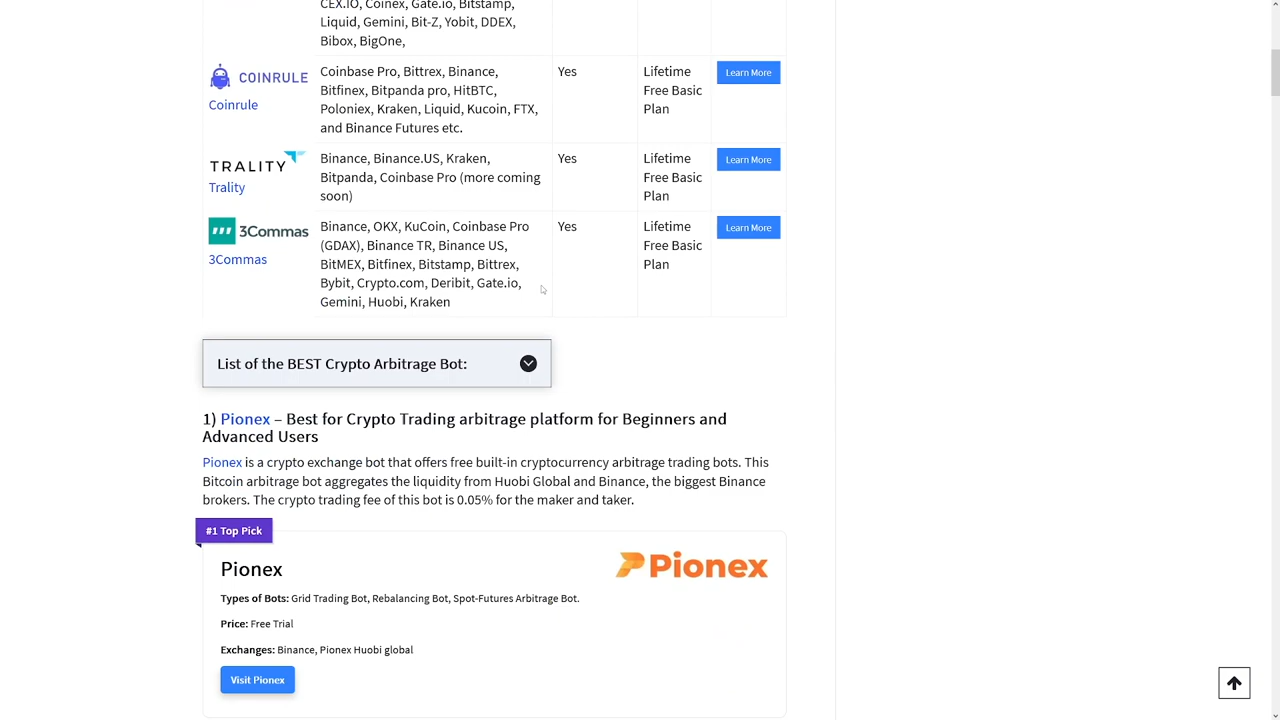 CEX.IO, Coinex, Gate.io, Bitstamp,
Liquid, Gemini, Bit-Z, Yobit, DDEX,
Bibox, BigOne,
COINRULE
Coinrule
Coinbase Pro, Bittrex, Binance,
Bitfinex, Bitpanda pro, HitBTC,
Poloniex, Kraken, Liquid, Kucoin, FTX,
and Binance Futures etc.
Yes
Lifetime
Free Basic
Plan
Learn More
TRALITY
Trality
Binance, Binance.US, Kraken,
Bitpanda, Coinbase Pro (more coming
soon)
Yes
Lifetime
Free Basic
Plan
Learn More
3Commas
3Commas
Binance, OKX, KuCoin, Coinbase Pro
(GDAX), Binance TR, Binance US,
BitMEX, Bitfinex, Bitstamp, Bittrex,
Bybit, Crypto.com, Deribit, Gate.io,
Gemini, Huobi, Kraken
Yes
Lifetime
Free Basic
Plan
Learn More
List of the BEST Crypto Arbitrage Bot:
1) Pionex – Best for Crypto Trading arbitrage platform for Beginners and
Advanced Users
Pionex is a crypto exchange bot that offers free built-in cryptocurrency arbitrage trading bots. This
Bitcoin arbitrage bot aggregates the liquidity from Huobi Global and Binance, the biggest Binance
brokers. The crypto trading fee of this bot is 0.05% for the maker and taker.
#1 Top Pick
Pionex
Pionex
Types of Bots: Grid Trading Bot, Rebalancing Bot, Spot-Futures Arbitrage Bot.
Price: Free Trial
Exchanges: Binance, Pionex Huobi global
Visit Pionex